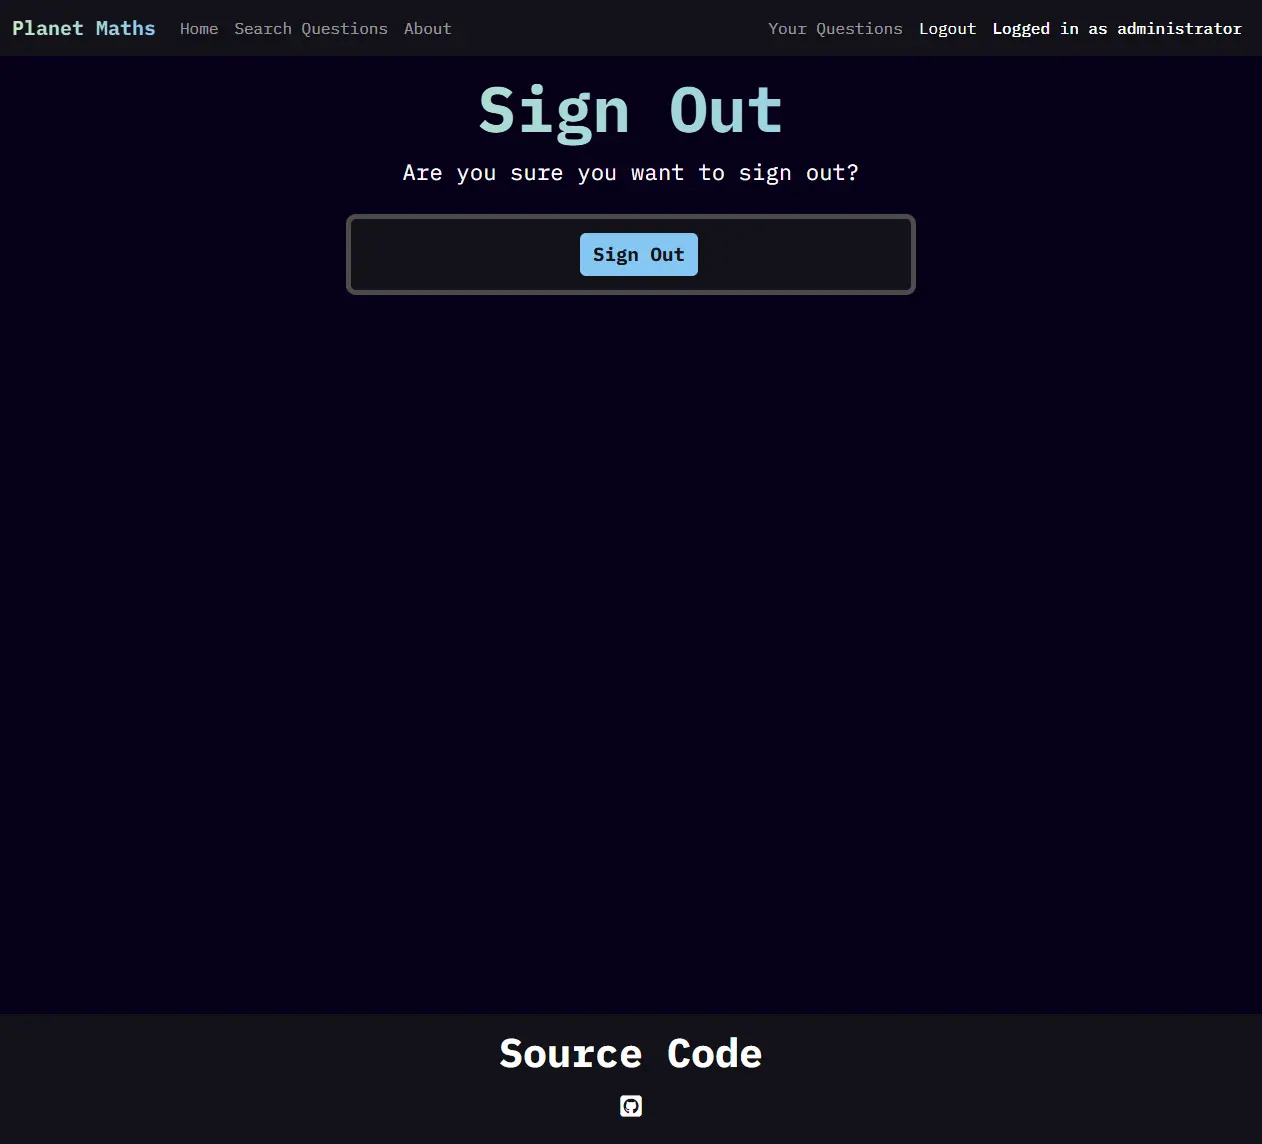 Planet Maths Home Search Questions About Your Questions Logout Logged in as administrator
Sign Out
Are you sure you want to sign out?
Sign Out
Source Code